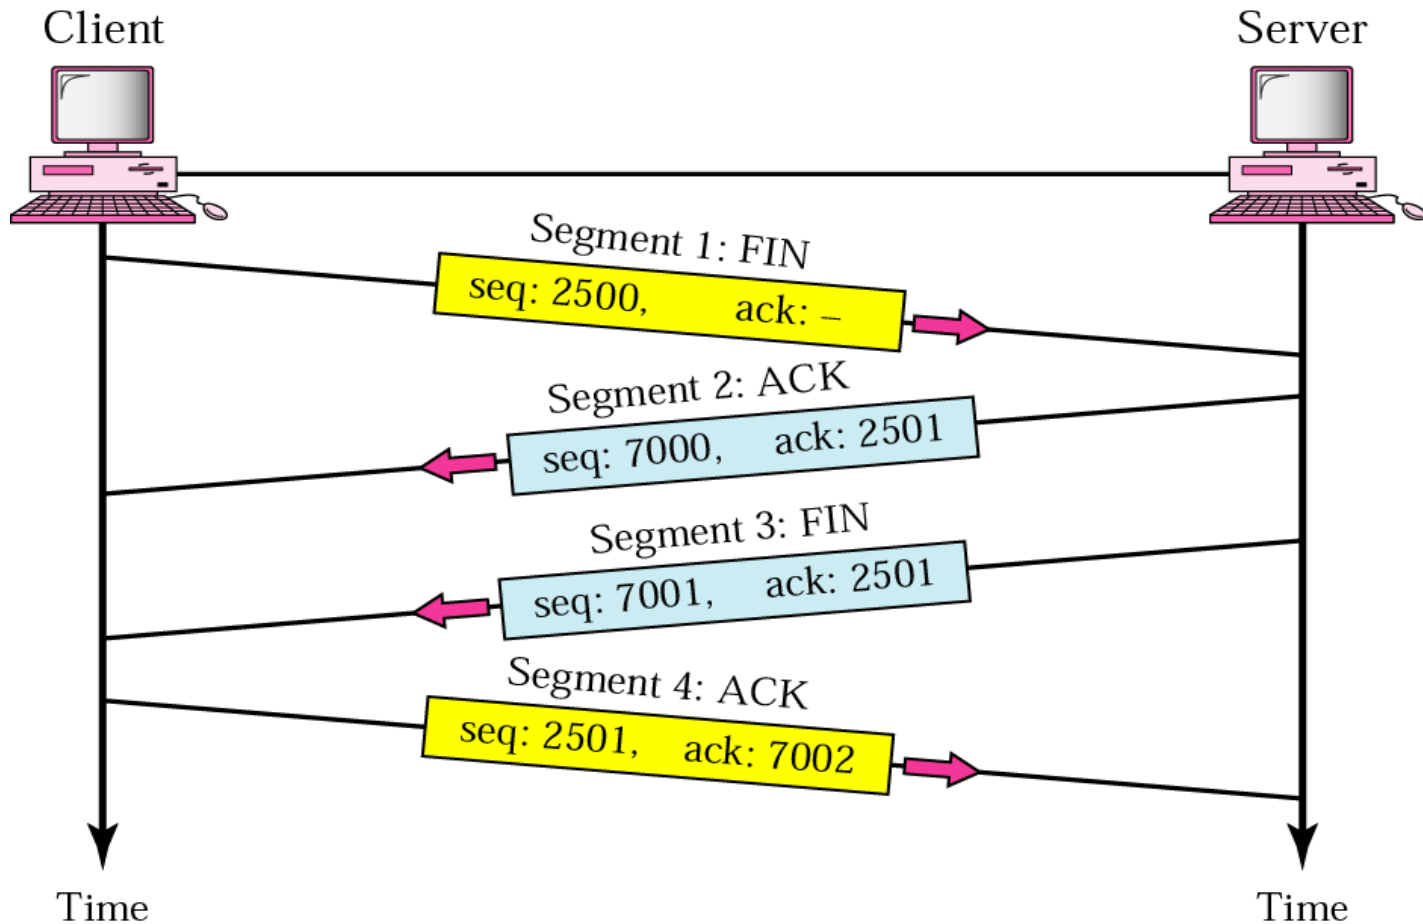 Client
Server
Segment 1: FIN
seq: 2500, ack: –
Segment 2: ACK
seq: 7000, ack: 2501
Segment 3: FIN
seq: 7001, ack: 2501
Segment 4: ACK
seq: 2501, ack: 7002
Time
Time